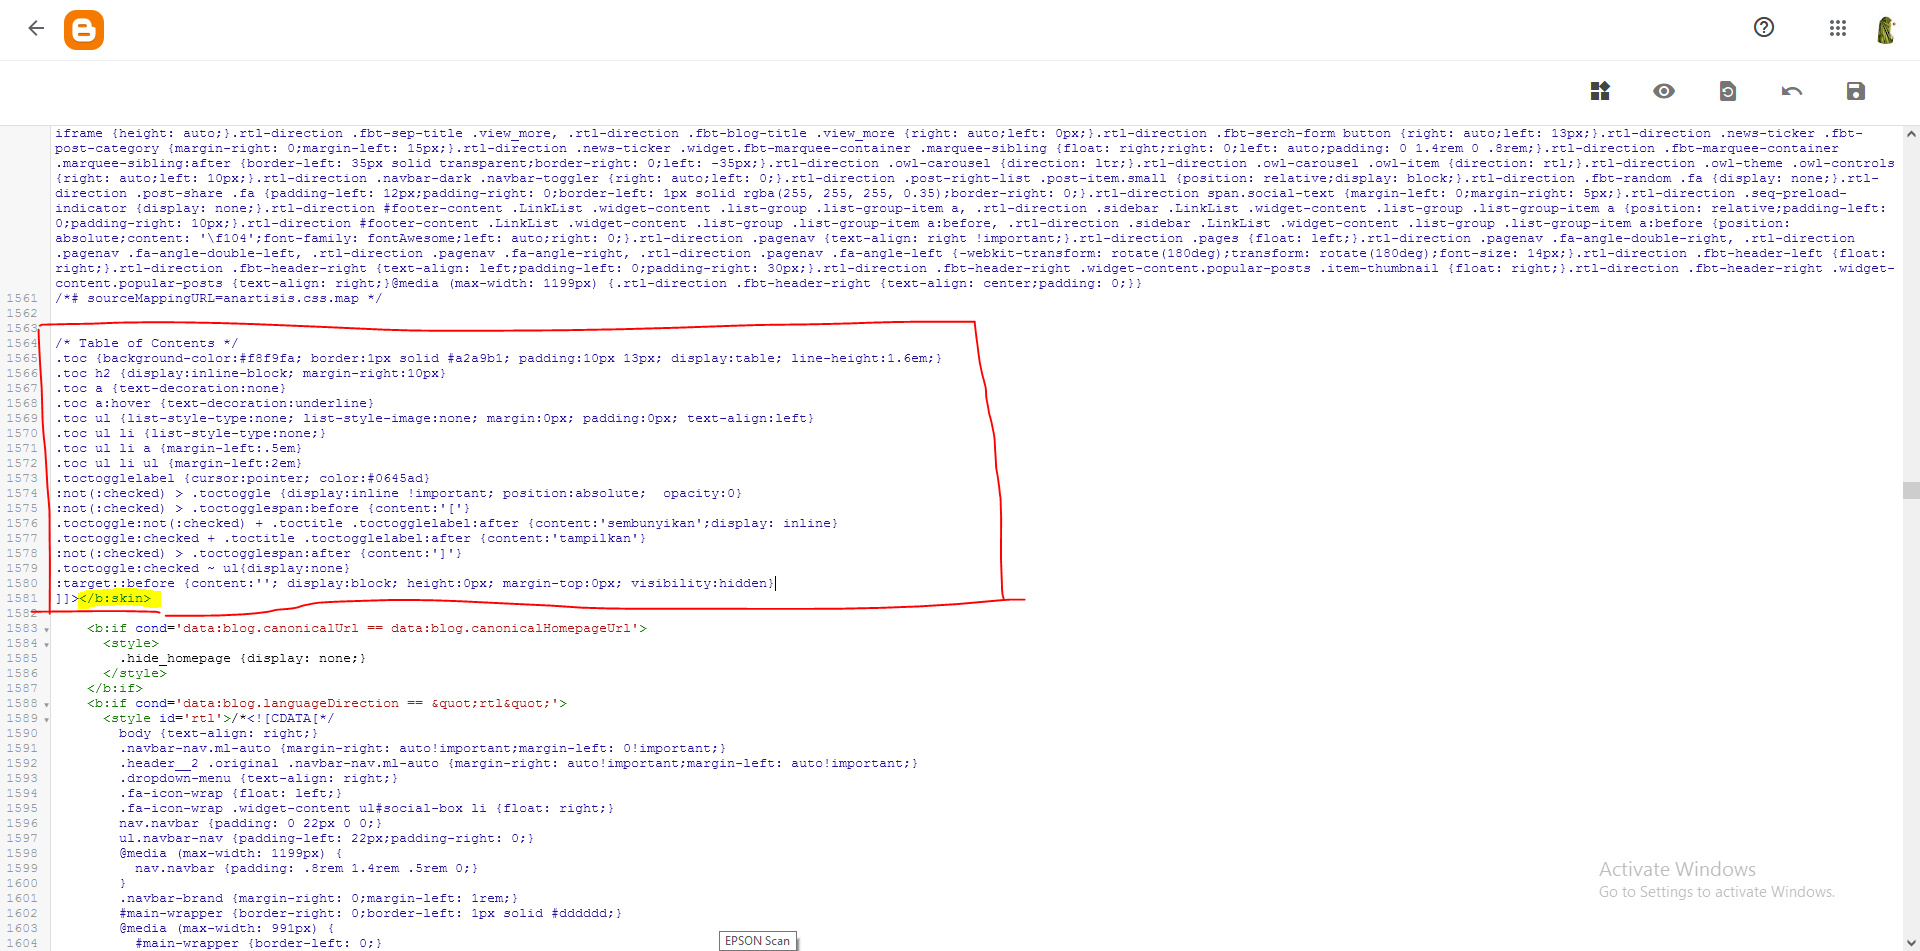 iframe {height: auto;}.rtl-direction .fbt-sep-title .view_more, .rtl-direction .fbt-blog-title .view_more {right: auto;left: 0px;}.rtl-direction .fbt-serch-form button {right: auto;left: 13px;}.rtl-direction .news-ticker .fbt-
post-category {margin-right: 0;margin-left: 15px;}.rtl-direction .news-ticker .widget.fbt-marquee-container .marquee-sibling {float: right;right: 0;left: auto;padding: 0 1.4rem 0 .8rem;}.rtl-direction .fbt-marquee-container
.marquee-sibling:after {border-left: 35px solid transparent;border-right: 0;left: -35px;}.rtl-direction .owl-carousel {direction: ltr;}.rtl-direction .owl-carousel .owl-item {direction: rtl;}.rtl-direction .owl-theme .owl-controls
{right: auto;left: 10px;}.rtl-direction .navbar-dark .navbar-toggler {right: auto;left: 0;}.rtl-direction .post-right-list .post-item.small {position: relative;display: block;}.rtl-direction .fbt-random .fa {display: none;}.rtl-
direction .post-share .fa {padding-left: 12px;padding-right: 0;border-left: 1px solid rgba(255, 255, 255, 0.35);border-right: 0;}.rtl-direction span.social-text {margin-left: 0;margin-right: 5px;}.rtl-direction .seq-preload-
indicator {display: none;}.rtl-direction #footer-content .LinkList .widget-content .list-group .list-group-item a, .rtl-direction .sidebar .LinkList .widget-content .list-group .list-group-item a {position: relative;padding-left:
0;padding-right: 10px;}.rtl-direction #footer-content .LinkList .widget-content .list-group .list-group-item a:before, .rtl-direction .sidebar .LinkList .widget-content .list-group .list-group-item a:before {position:
absolute;content: '\f104';font-family: fontAwesome;left: auto;right: 0;}.rtl-direction .pagenav {text-align: right !important;}.rtl-direction .pages {float: left;}.rtl-direction .pagenav .fa-angle-double-right, .rtl-direction
.pagenav .fa-angle-double-left, .rtl-direction .pagenav .fa-angle-right, .rtl-direction .pagenav .fa-angle-left {-webkit-transform: rotate(180deg);transform: rotate(180deg);font-size: 14px;}.rtl-direction .fbt-header-left {float:
right;}.rtl-direction .fbt-header-right {text-align: left;padding-left: 0;padding-right: 30px;}.rtl-direction .fbt-header-right .widget-content.popular-posts .item-thumbnail {float: right;}.rtl-direction .fbt-header-right .widget-
content.popular-posts {text-align: right;}@media (max-width: 1199px) {.rtl-direction .fbt-header-right {text-align: center;padding: 0;}}
1561 /*# sourceMappingURL=anartisis.css.map */
1562
1563
1564 /* Table of Contents */
1565 .toc {background-color:#f8f9fa; border:1px solid #a2a9b1; padding:10px 13px; display:table; line-height:1.6em;}
1566 .toc h2 {display:inline-block; margin-right:10px}
1567 .toc a {text-decoration:none}
1568 .toc a:hover {text-decoration:underline}
1569 .toc ul {list-style-type:none; list-style-image:none; margin:0px; padding:0px; text-align:left}
1570 .toc ul li {list-style-type:none;}
1571 .toc ul li a {margin-left:.5em}
1572 .toc ul li ul {margin-left:2em}
1573 .toctogglelabel {cursor:pointer; color:#0645ad}
1574 :not(:checked) > .toctoggle {display:inline !important; position:absolute;  opacity:0}
1575 :not(:checked) > .toctogglespan:before {content:'['}
1576 .toctoggle:not(:checked) + .toctitle .toctogglelabel:after {content:'sembunyikan';display: inline}
1577 .toctoggle:checked + .toctitle .toctogglelabel:after {content:'tampilkan'}
1578 :not(:checked) > .toctogglespan:after {content:']'}
1579 .toctoggle:checked ~ ul{display:none}
1580 :target::before {content:''; display:block; height:0px; margin-top:0px; visibility:hidden}
1581 ]]></b:skin>
1582
1583 <b:if cond='data:blog.canonicalUrl == data:blog.canonicalHomepageUrl'>
1584 <style>
1585 .hide_homepage {display: none;}
1586 </style>
1587 </b:if>
1588 <b:if cond='data:blog.languageDirection == &quot;rtl&quot;'>
1589 <style id='rtl'>/*<![CDATA[*/
1590 body {text-align: right;}
1591 .navbar-nav.ml-auto {margin-right: auto!important;margin-left: 0!important;}
1592 .header__2 .original .navbar-nav.ml-auto {margin-right: auto!important;margin-left: auto!important;}
1593 .dropdown-menu {text-align: right;}
1594 .fa-icon-wrap {float: left;}
1595 .fa-icon-wrap .widget-content ul#social-box li {float: right;}
1596 nav.navbar {padding: 0 22px 0 0;}
1597 ul.navbar-nav {padding-left: 22px;padding-right: 0;}
1598 @media (max-width: 1199px) {
1599 nav.navbar {padding: .8rem 1.4rem .5rem 0;}
1600 }
1601 .navbar-brand {margin-right: 0;margin-left: 1rem;}
1602 #main-wrapper {border-right: 0;border-left: 1px solid #dddddd;}
1603 @media (max-width: 991px) {
1604 #main-wrapper {border-left: 0;}
Activate Windows
Go to Settings to activate Windows.
EPSON Scan